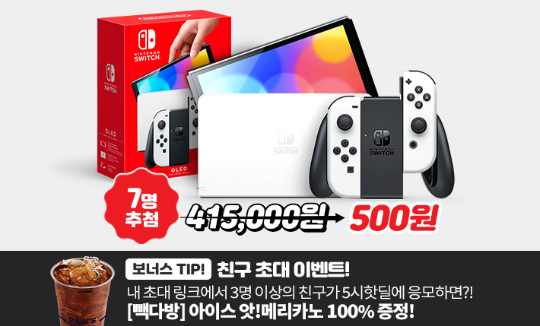 NINTENDO
SWITCH
OLED
NINTENDO
SWITCH
7명
추첨
415,000원
500원
보너스 TIP! 친구 초대 이벤트!
내 초대 링크에서 3명 이상의 친구가 5시핫딜에 응모하면?!
[빽다방] 아이스 앗!메리카노 100% 증정!
PAIK'S